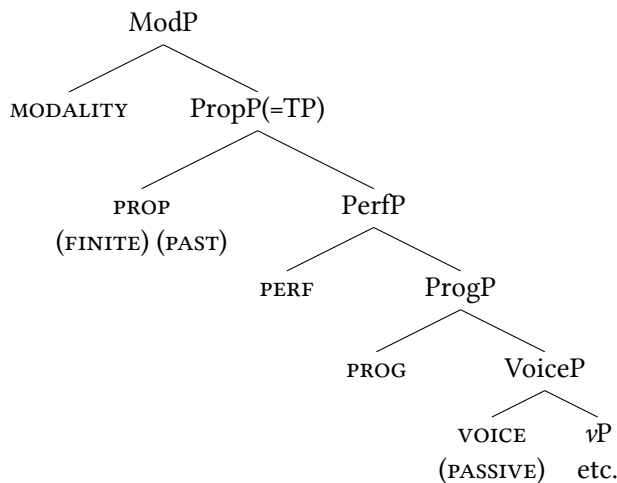 ModP
MODALITY PropP(=TP)
PROP PerfP
(FINITE) (PAST)
PERF ProgP
PROG VoiceP
VOICE vP
(PASSIVE) etc.